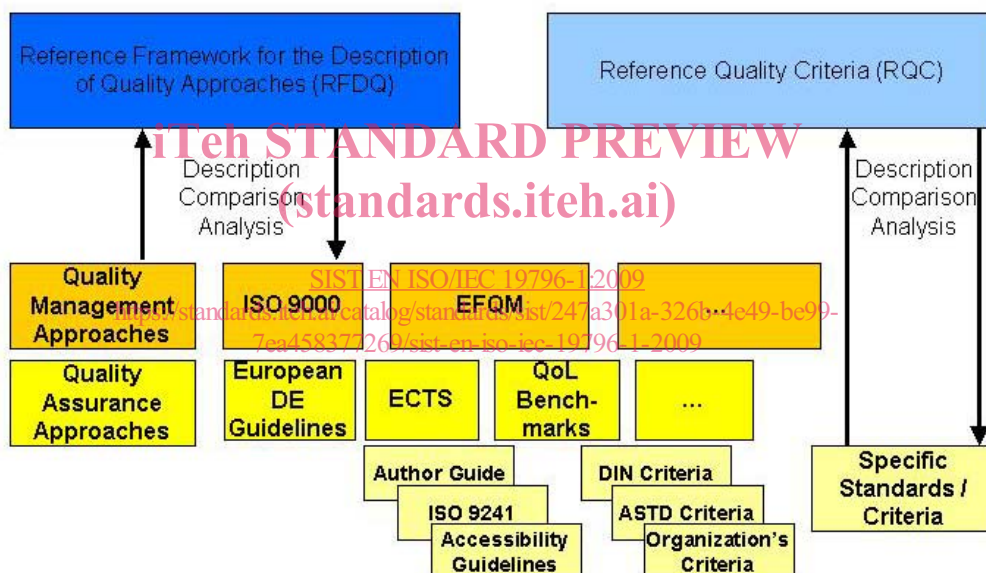 Reference Framework for the Description
of Quality Approaches (RFDQ)
Reference Quality Criteria (RQC)
iTeh STANDARD PREVIEW
(standards.iteh.ai)
Description
Comparison
Analysis
Description
Comparison
Analysis
Quality
Management
Approaches
ISO 9000
EFQM
...
SIST EN ISO/IEC 19796-1:2009
https://standards.iteh.ai/catalog/standards/sist/247a301a-326b-4e49-be99-
7ea458377269/sist-en-iso-iec-19796-1-2009
Quality
Assurance
Approaches
European
DE
Guidelines
ECTS
QoL
Bench-
marks
...
Author Guide
ISO 9241
Accessibility
Guidelines
DIN Criteria
ASTD Criteria
Organization's
Criteria
Specific
Standards /
Criteria